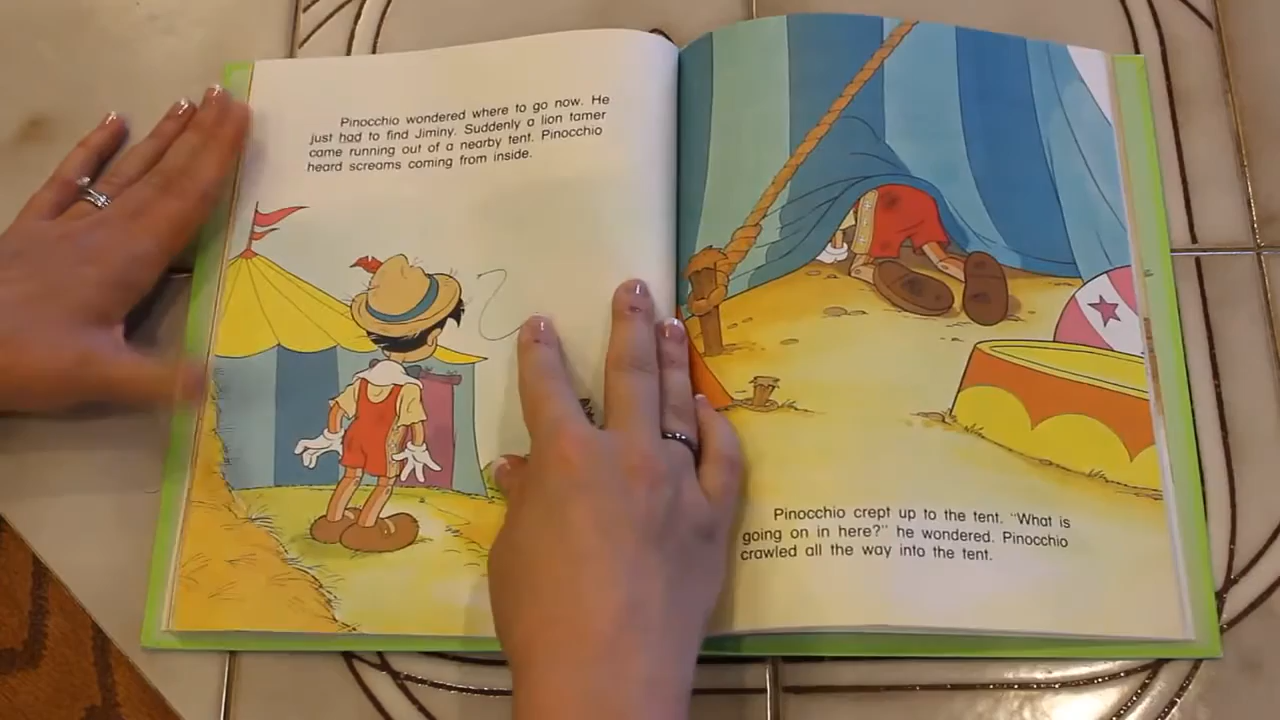 Pinocchio wondered where to go now. He
just had to find Jiminy. Suddenly a lion tamer
came running out of a nearby tent. Pinocchio
heard screams coming from inside.
Pinocchio crept up to the tent. "What is
going on in here?" he wondered. Pinocchio
crawled all the way into the tent.